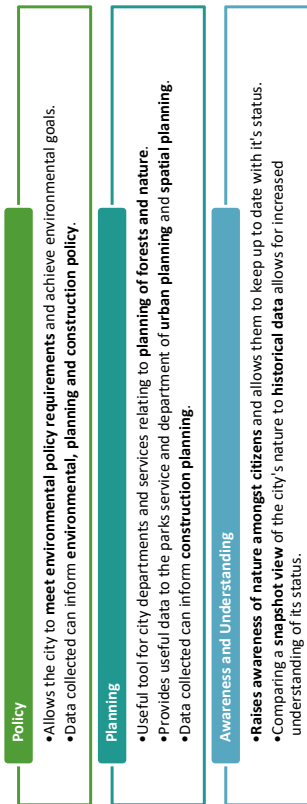 Policy
•Allows the city to meet environmental policy requirements and achieve environmental goals.
•Data collected can inform environmental, planning and construction policy.
Planning
•Useful tool for city departments and services relating to planning of forests and nature.
•Provides useful data to the parks service and department of urban planning and spatial planning.
•Data collected can inform construction planning.
Awareness and Understanding
•Raises awareness of nature amongst citizens and allows them to keep up to date with it's status.
•Comparing a snapshot view of the city's nature to historical data allows for increased
understanding of its status.